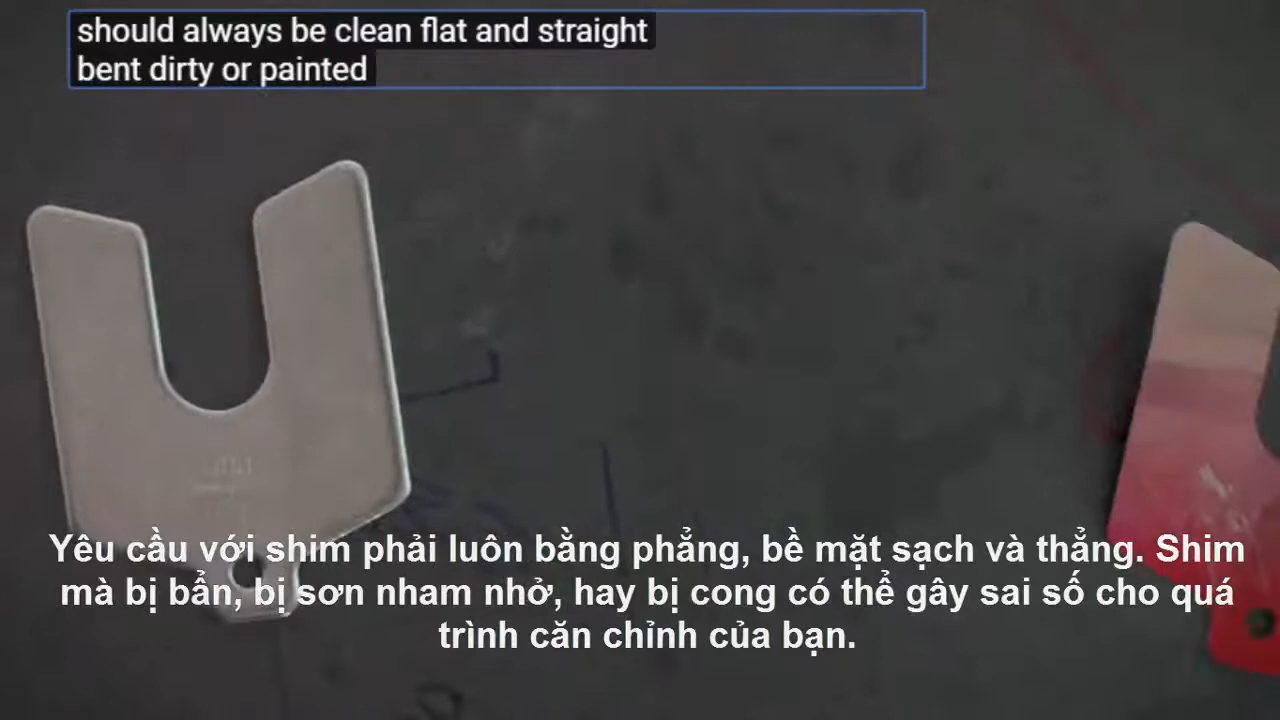 should always be clean flat and straight
bent dirty or painted
Yêu cầu với shim phải luôn bằng phẳng, bề mặt sạch và thẳng. Shim
mà bị bẩn, bị sơn nham nhở, hay bị cong có thể gây sai số cho quá
trình căn chỉnh của bạn.